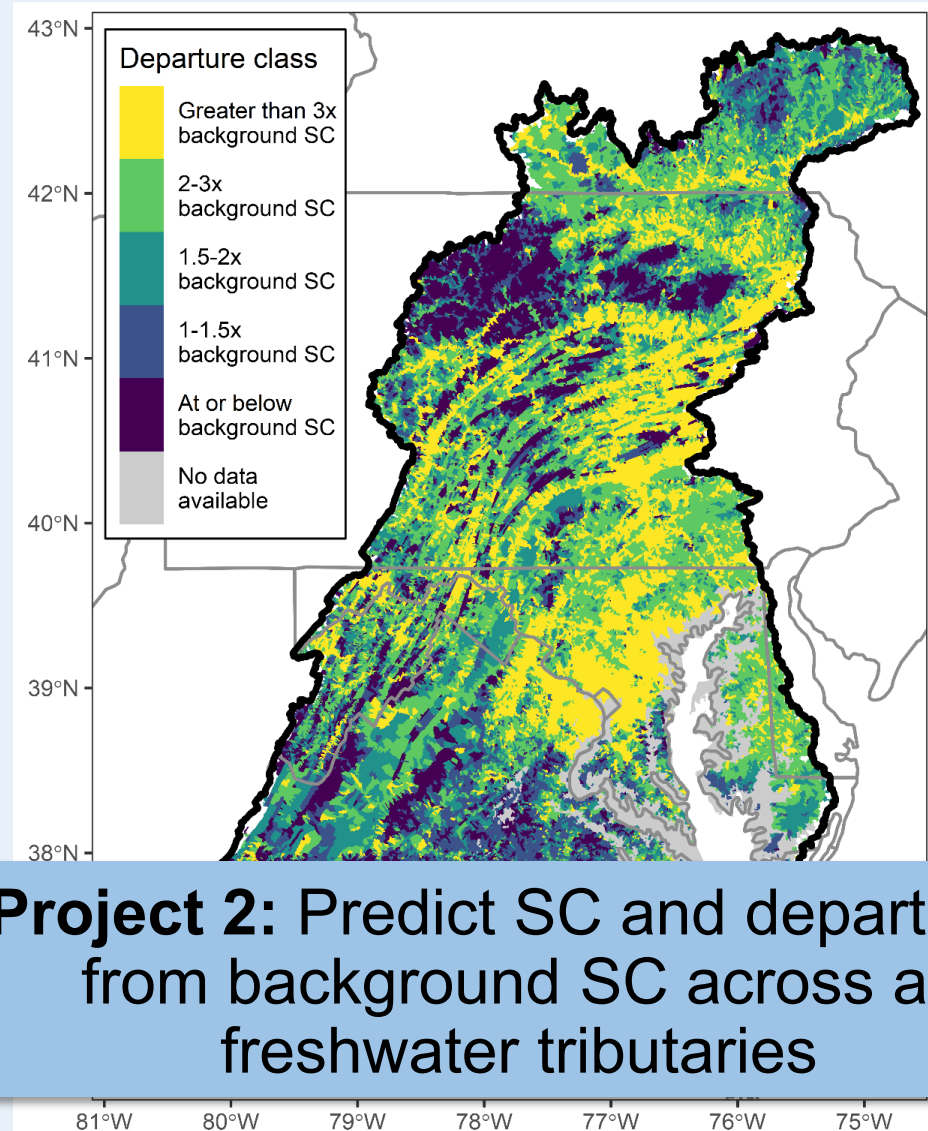 43°N
42°N
41°N
40°N
39°N
38°N
Departure class
Greater than 3x
background SC
2-3x
background SC
1.5-2x
background SC
1-1.5x
background SC
At or below
background SC
No data
available
Project 2: Predict SC and depart
from background SC across a
freshwater tributaries
81°W
80°W
79°W
78°W
77°W
76°W
75°W